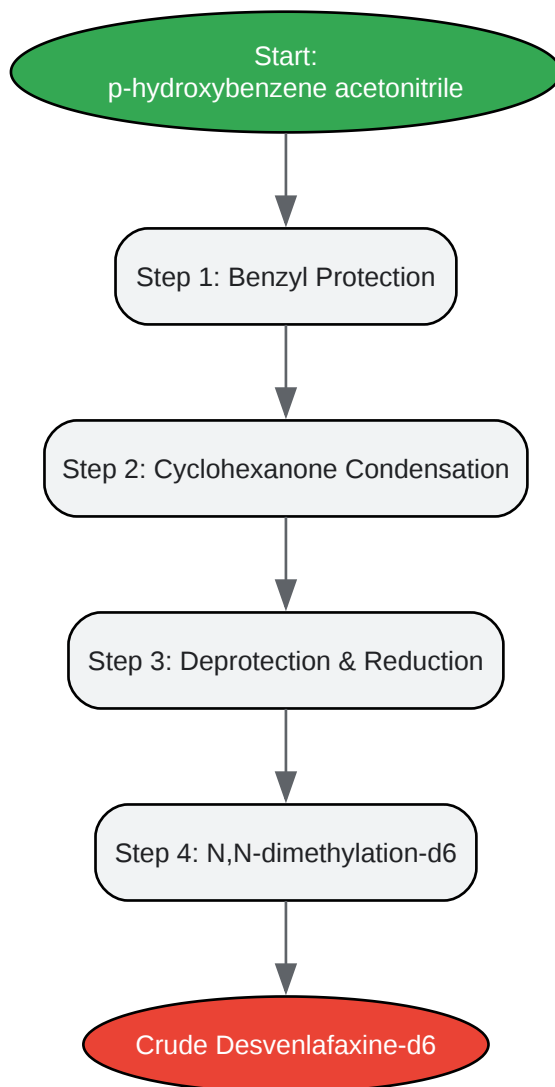 Start:
p-hydroxybenzene acetonitrile
Step 1: Benzyl Protection
Step 2: Cyclohexanone Condensation
Step 3: Deprotection & Reduction
Step 4: N,N-dimethylation-d6
Crude Desvenlafaxine-d6